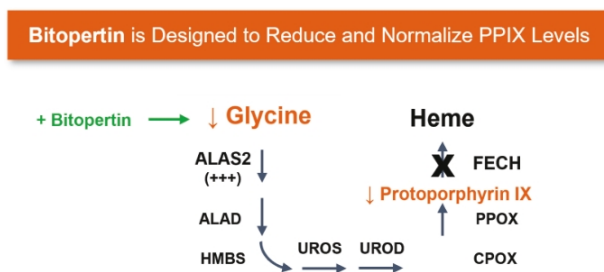 Bitopertin is Designed to Reduce and Normalize PPIX Levels
+ Bitopertin
↓ Glycine
Heme
ALAS2
(+++)
X
FECH
↓ Protoporphyrin IX
ALAD
PPOX
HMBS
UROS
UROD
CPOX